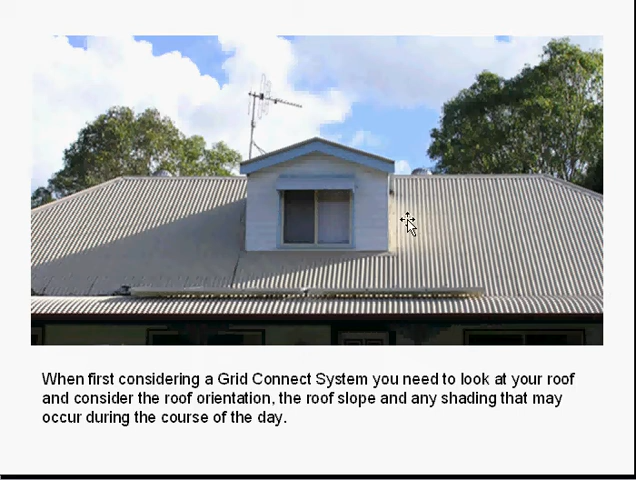 When first considering a Grid Connect System you need to look at your roof
and consider the roof orientation, the roof slope and any shading that may
occur during the course of the day.